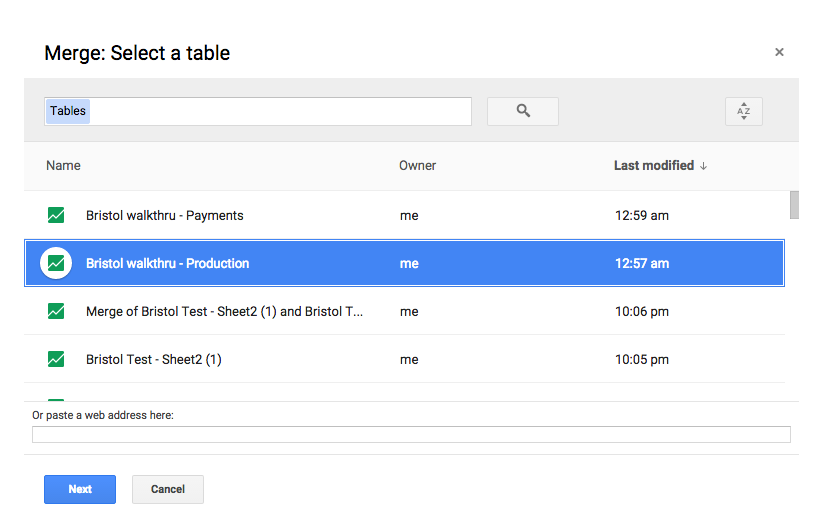 Merge: Select a table
×
Tables
AZ
Name Owner Last modified ↓
Bristol walkthru - Payments me 12:59 am
Bristol walkthru - Production me 12:57 am
Merge of Bristol Test - Sheet2 (1) and Bristol T... me 10:06 pm
Bristol Test - Sheet2 (1) me 10:05 pm
Or paste a web address here:
Next Cancel